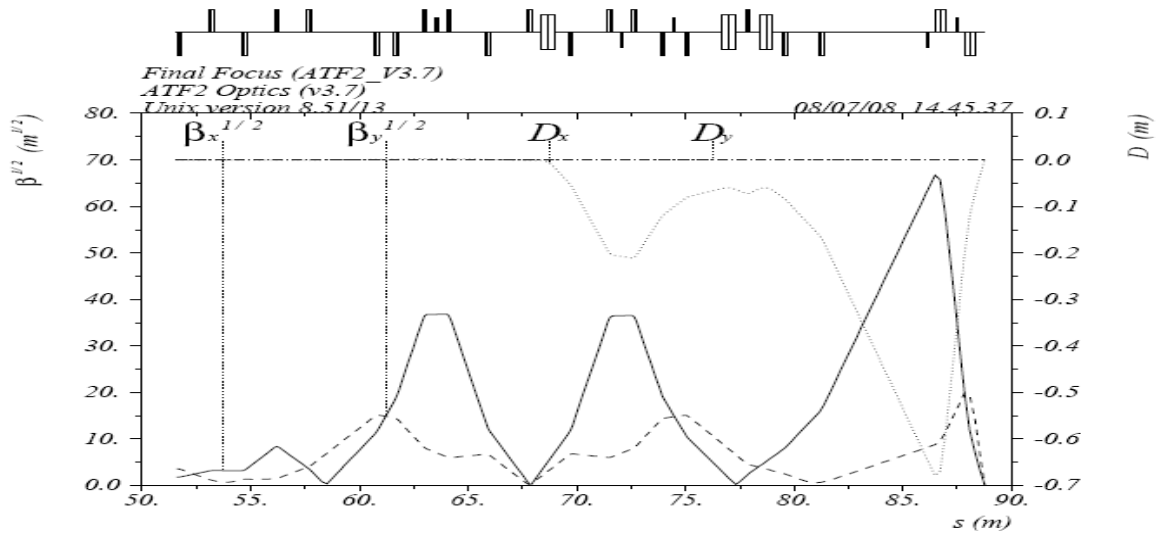 Final Focus (ATF2_V3.7)
ATF2 Optics (v3.7)
Unix version 8.51/13 08/07/08 14.45.37
βx^1/2 βy^1/2 Dx Dy
β^1/2 (m^1/2)
80.
70.
60.
50.
40.
30.
20.
10.
0.0
50. 55. 60. 65. 70. 75. 80. 85. 90.
s (m)
0.1
0.0
-0.1
-0.2
-0.3
-0.4
-0.5
-0.6
-0.7
D (m)